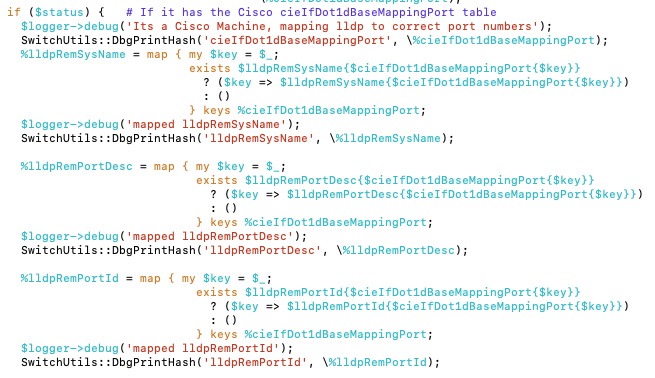 if ($status) {   # If it has the Cisco cieIfDot1dBaseMappingPort table
  $logger->debug('Its a Cisco Machine, mapping lldp to correct port numbers');
  SwitchUtils::DbgPrintHash('cieIfDot1dBaseMappingPort', \%cieIfDot1dBaseMappingPort);
  %lldpRemSysName = map { my $key = $_;
                          exists $lldpRemSysName{$cieIfDot1dBaseMappingPort{$key}}
                            ? ($key => $lldpRemSysName{$cieIfDot1dBaseMappingPort{$key}})
                            : ()
                          } keys %cieIfDot1dBaseMappingPort;
  $logger->debug('mapped lldpRemSysName');
  SwitchUtils::DbgPrintHash('lldpRemSysName', \%lldpRemSysName);

  %lldpRemPortDesc = map { my $key = $_;
                           exists $lldpRemPortDesc{$cieIfDot1dBaseMappingPort{$key}}
                             ? ($key => $lldpRemPortDesc{$cieIfDot1dBaseMappingPort{$key}})
                             : ()
                           } keys %cieIfDot1dBaseMappingPort;
  $logger->debug('mapped lldpRemPortDesc');
  SwitchUtils::DbgPrintHash('lldpRemPortDesc', \%lldpRemPortDesc);

  %lldpRemPortId = map { my $key = $_;
                           exists $lldpRemPortId{$cieIfDot1dBaseMappingPort{$key}}
                             ? ($key => $lldpRemPortId{$cieIfDot1dBaseMappingPort{$key}})
                             : ()
                           } keys %cieIfDot1dBaseMappingPort;
  $logger->debug('mapped lldpRemPortId');
  SwitchUtils::DbgPrintHash('lldpRemPortId', \%lldpRemPortId);